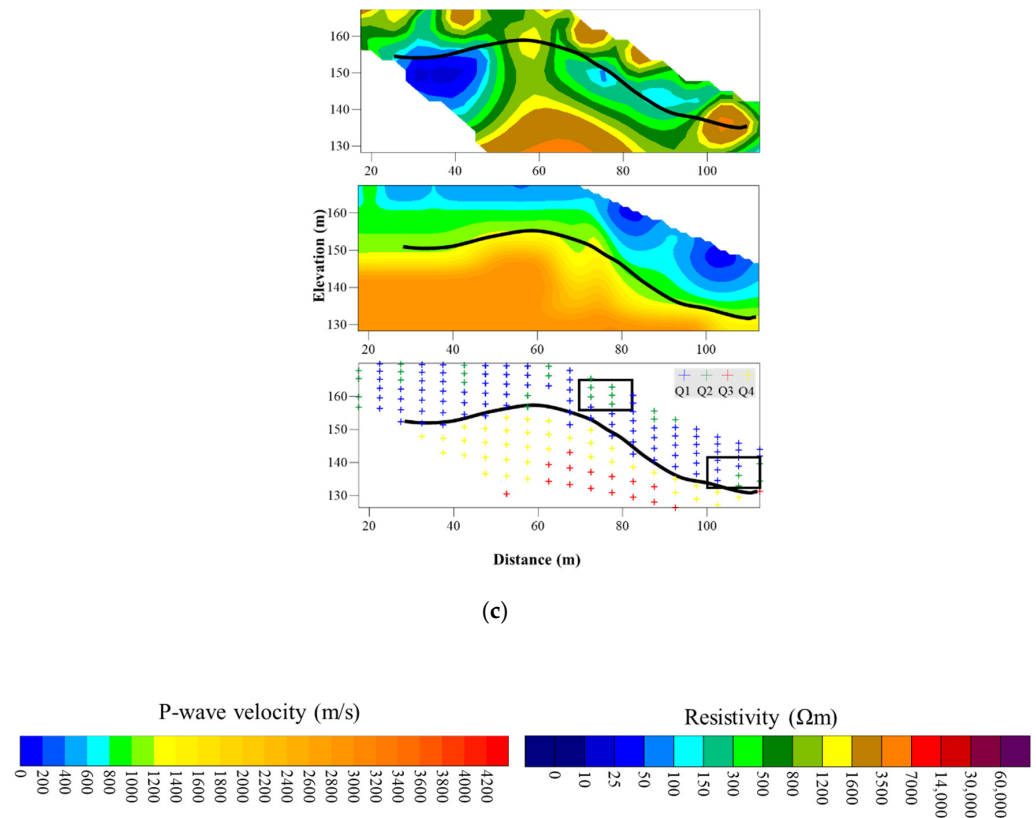 160
150
140
130
20 40 60 80 100
Elevation (m)
160
150
140
130
20 40 60 80 100
Q1 Q2 Q3 Q4
160
150
140
130
20 40 60 80 100
Distance (m)
(c)
P-wave velocity (m/s)
0 200 400 600 800 1000 1200 1400 1600 1800 2000 2200 2400 2600 2800 3000 3200 3400 3600 3800 4000 4200
Resistivity (Ωm)
0 10 25 50 100 150 300 500 800 1200 1600 3500 7000 14,000 30,000 60,000